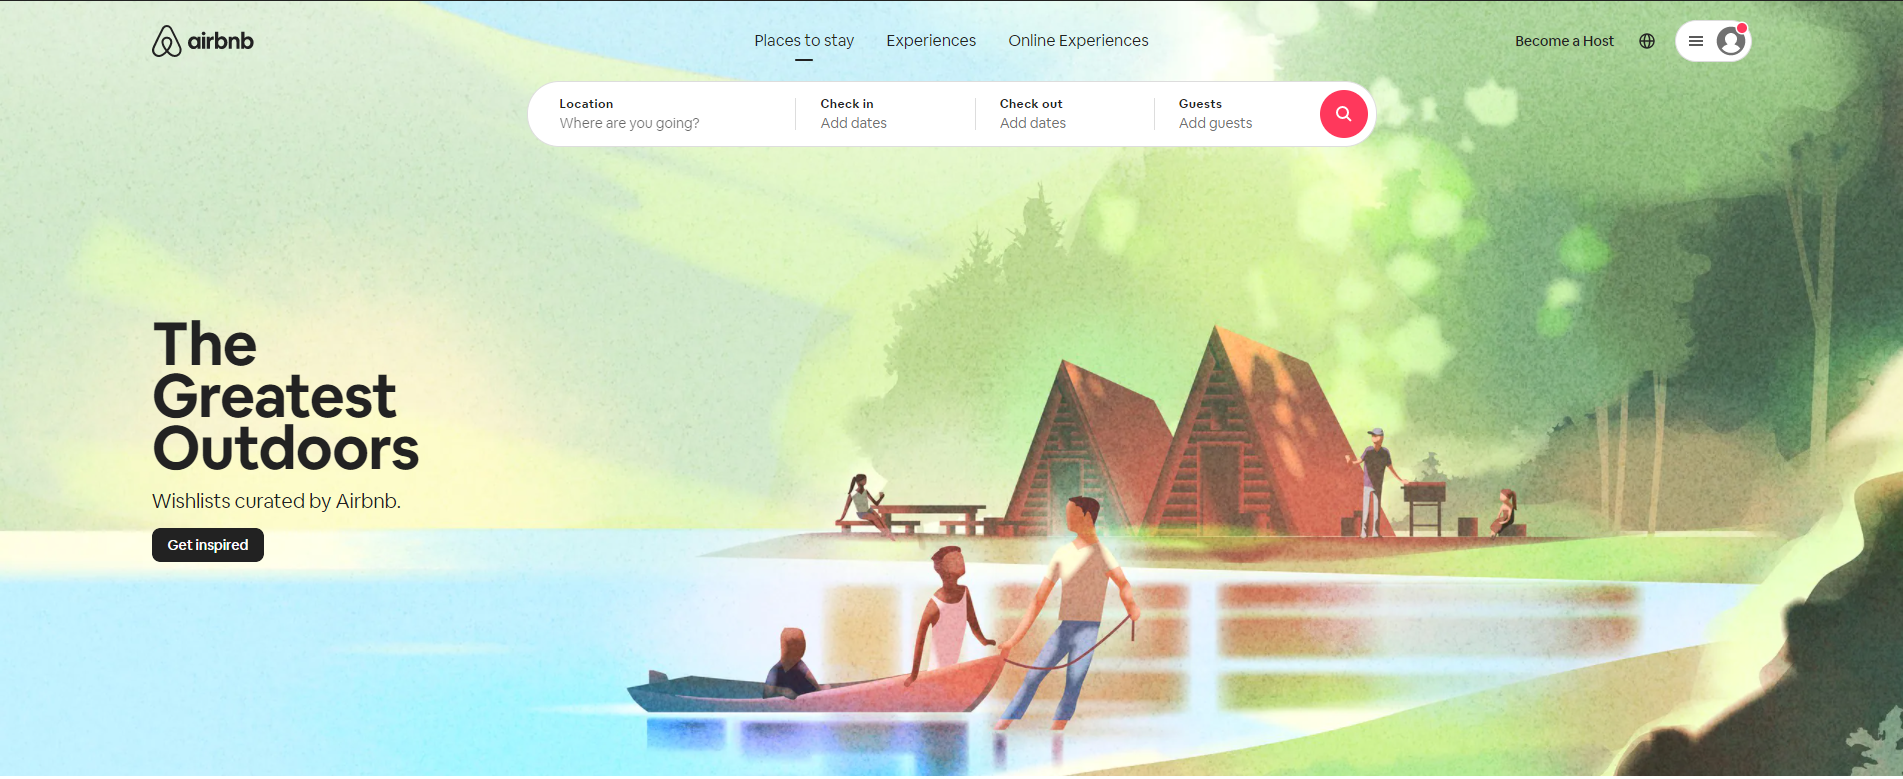 airbnb
Places to stay
Experiences
Online Experiences
Become a Host
Location
Where are you going?
Check in
Add dates
Check out
Add dates
Guests
Add guests
The
Greatest
Outdoors
Wishlists curated by Airbnb.
Get inspired